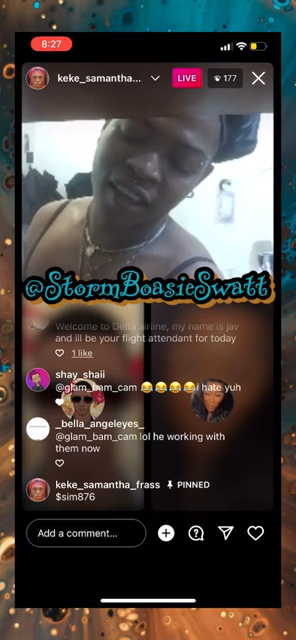 8:27
keke_samantha...
LIVE
177
@StormBoasieSwatt
Welcome to Delta airline, my name is jav
and ill be your flight attendant for today
1 like
shay_shaii
@glam_bam_cam 😂😂😂😂i hate yuh
_bella_angeleyes_
@glam_bam_cam lol he working with
them now
keke_samantha_frass PINNED
$sim876
Add a comment...